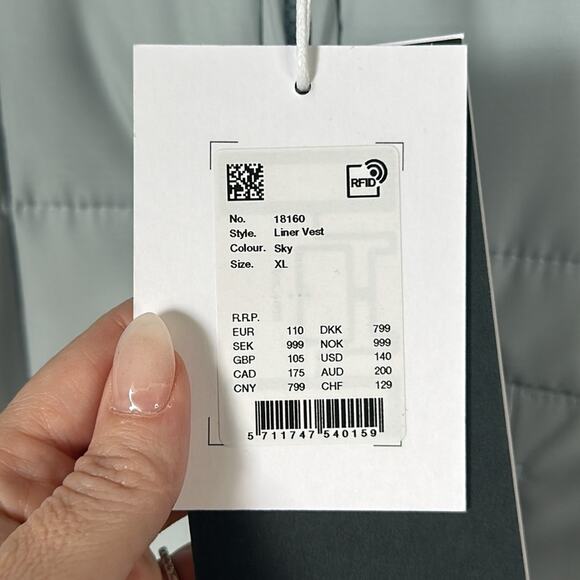 RFID
No. 18160
Style. Liner Vest
Colour. Sky
Size. XL
R.R.P.
EUR 110 DKK 799
SEK 999 NOK 999
GBP 105 USD 140
CAD 175 AUD 200
CNY 799 CHF 129
5 711747 540159